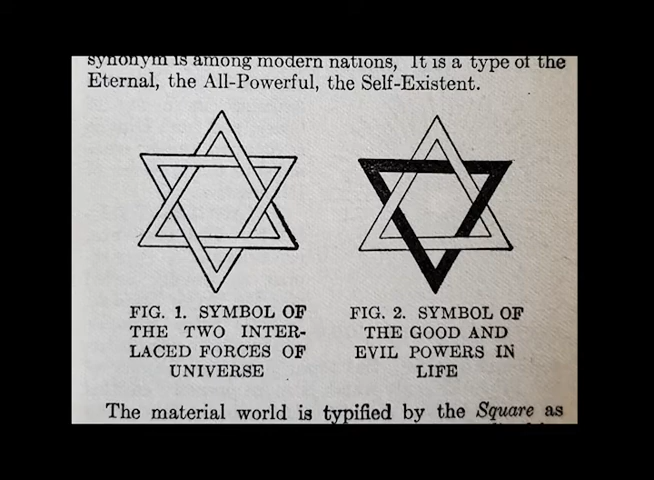 synonym is among modern nations, It is a type of the
Eternal, the All-Powerful, the Self-Existent.
FIG. 1. SYMBOL OF
THE TWO INTER-
LACED FORCES OF
UNIVERSE
FIG. 2. SYMBOL OF
THE GOOD AND
EVIL POWERS IN
LIFE
The material world is typified by the Square as